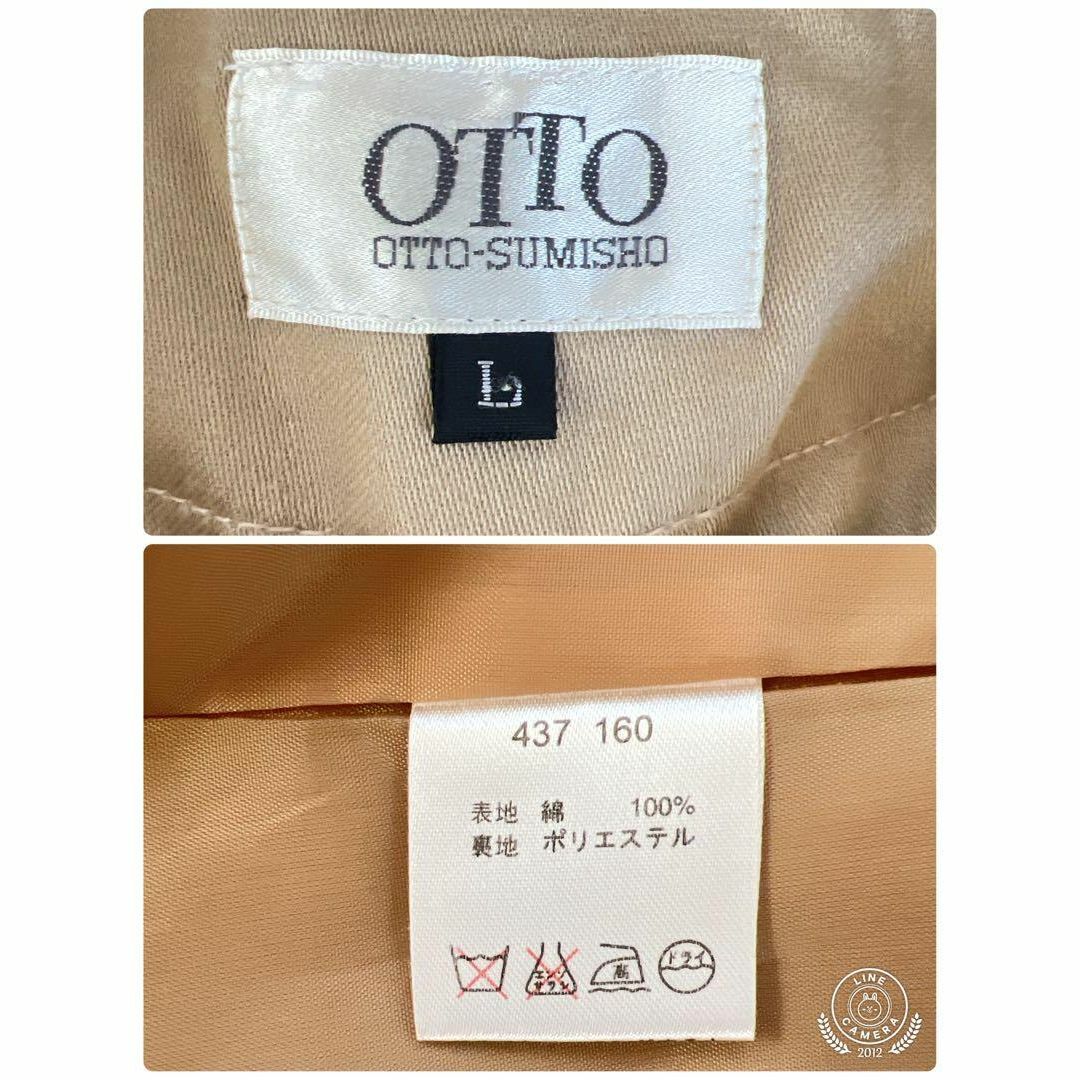 OTTO
OTTO-SUMISHO
L
437 160
表地 綿 100%
裏地 ポリエステル
エンソ
サラシ
高
ドライ
LINE
CAMERA
2012